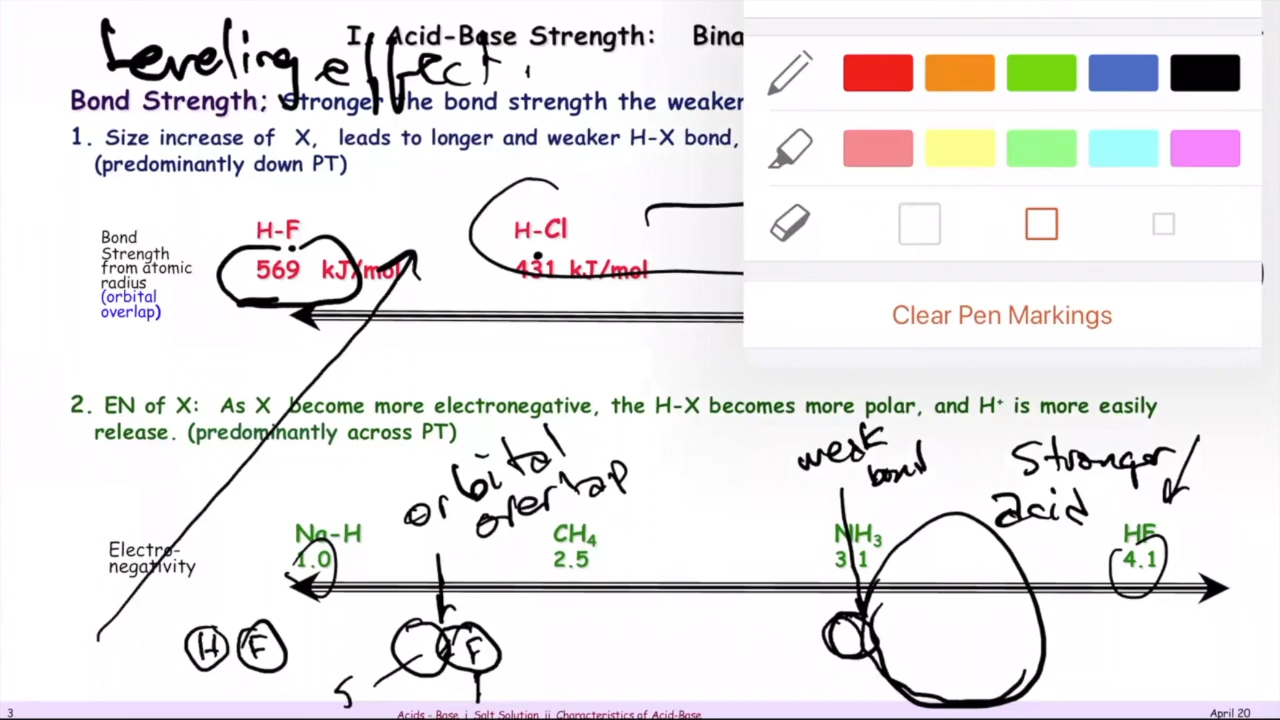 Leveling effect
I. Acid-Base Strength: Bina
Bond Strength; Stronger the bond strength the weaker
1. Size increase of X, leads to longer and weaker H-X bond,
(predominantly down PT)
Bond
Strength
from atomic
radius
(orbital
overlap)
H-F
569 kJ/mol
H-Cl
431 kJ/mol
Clear Pen Markings
2. EN of X: As X become more electronegative, the H-X becomes more polar, and H⁺ is more easily
release. (predominantly across PT)
orbital
overlap
weak
bond
Stronger
acid
Electro-
negativity
Na-H
1.0
CH₄
2.5
NH₃
3.1
HF
4.1
H F
S
F
3 Acids - Base i Salt Solution ii Characteristics of Acid-Base April 20